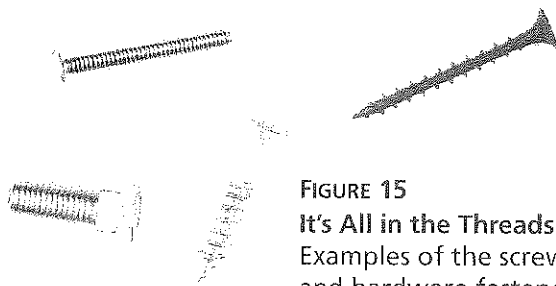 FIGURE 15
It's All in the Threads
Examples of the screw